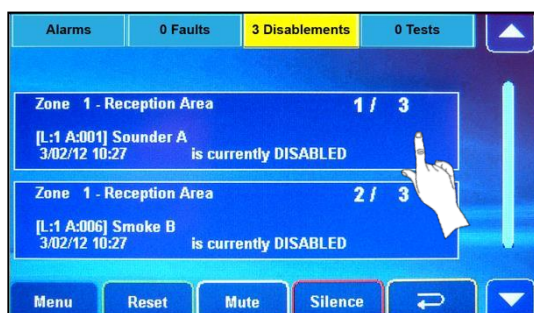 Alarms 0 Faults 3 Disablements 0 Tests
Zone 1 - Reception Area 1 / 3
[L:1 A:001] Sounder A
3/02/12 10:27 is currently DISABLED
Zone 1 - Reception Area 2 / 3
[L:1 A:006] Smoke B
3/02/12 10:27 is currently DISABLED
Menu Reset Mute Silence